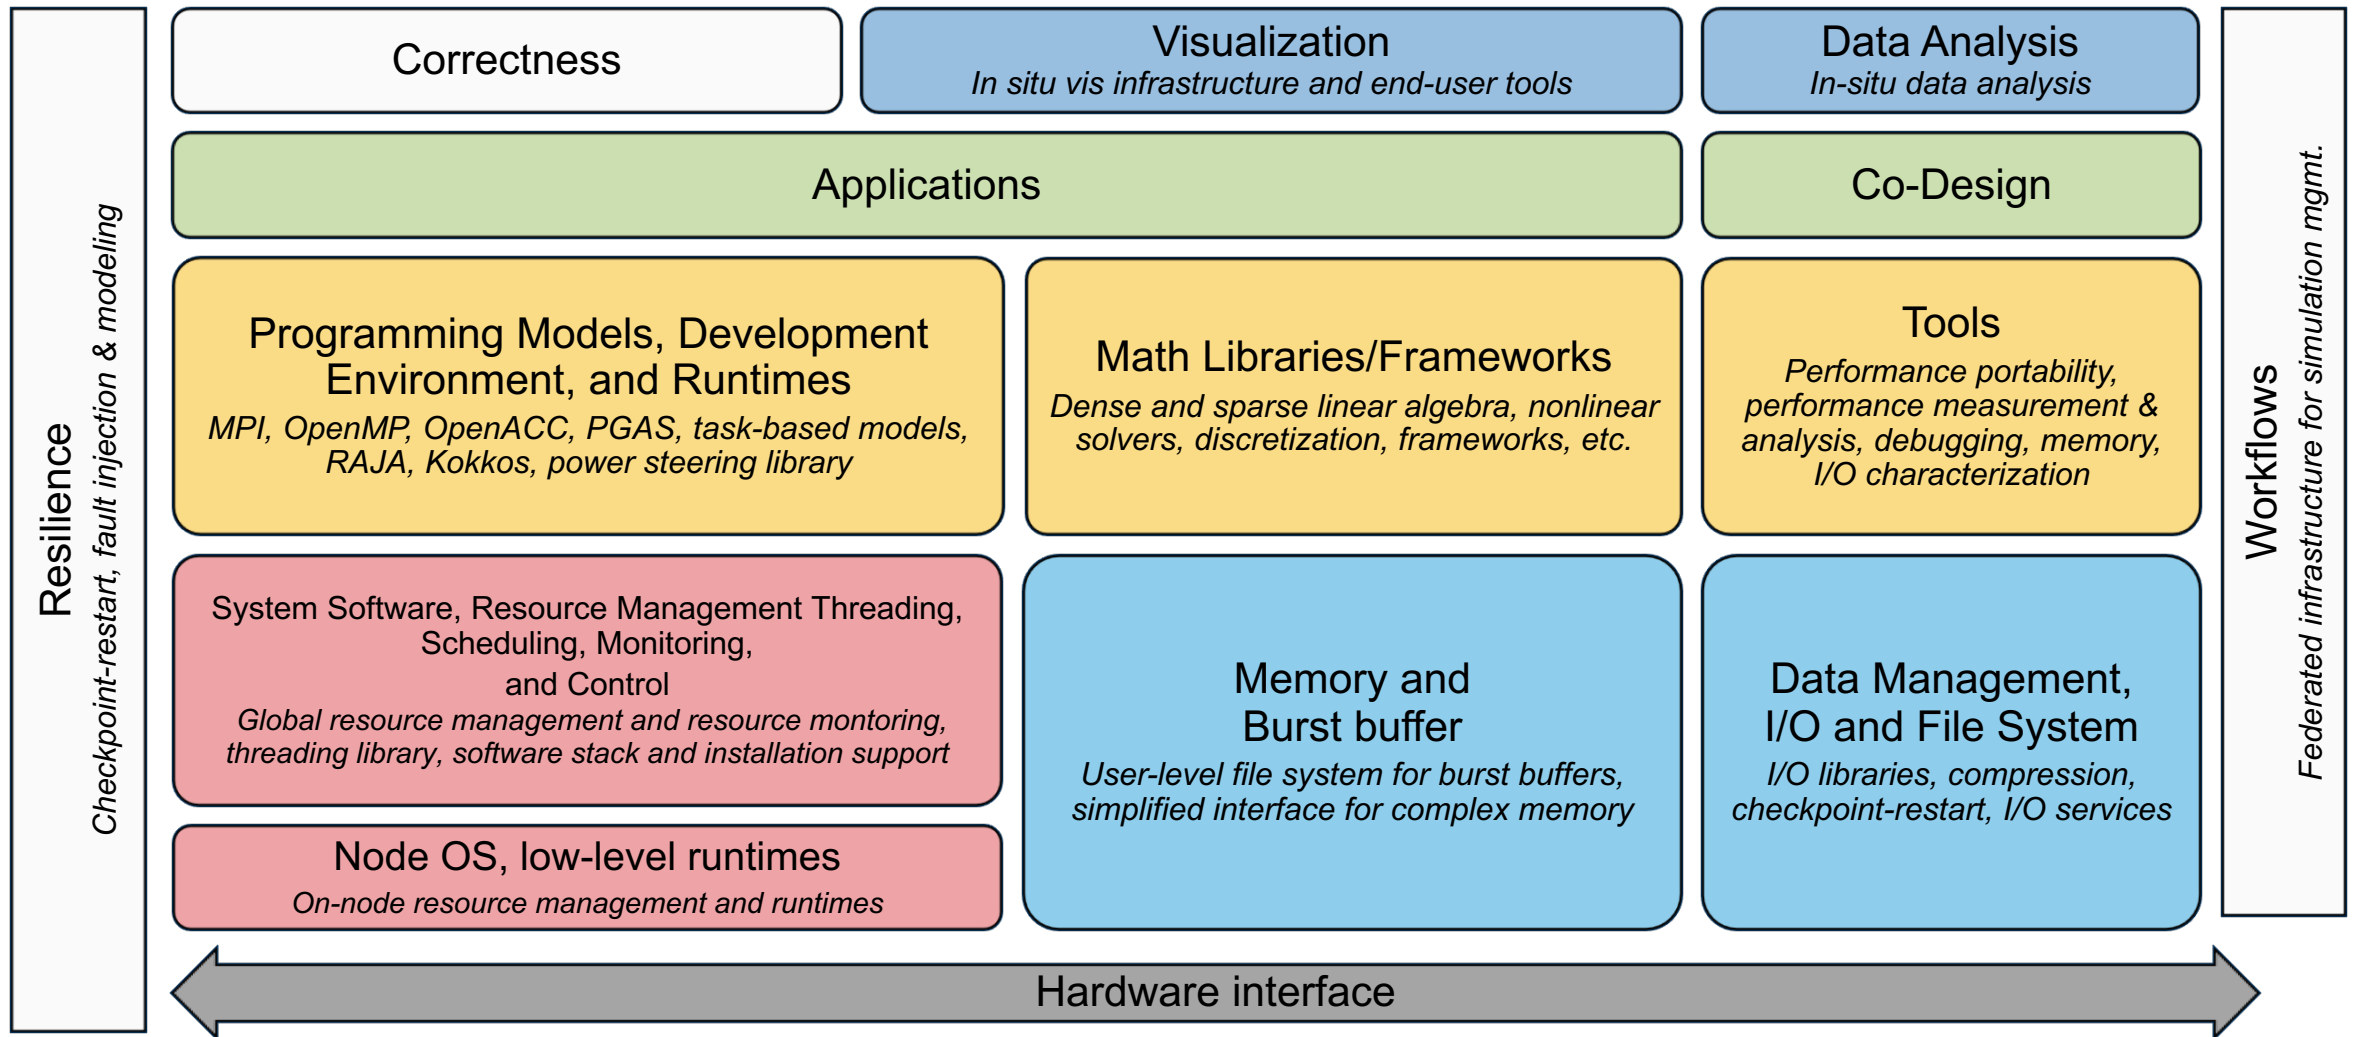 Resilience
Checkpoint-restart, fault injection & modeling
Correctness
Visualization
In situ vis infrastructure and end-user tools
Data Analysis
In-situ data analysis
Applications
Co-Design
Programming Models, Development
Environment, and Runtimes
MPI, OpenMP, OpenACC, PGAS, task-based models,
RAJA, Kokkos, power steering library
Math Libraries/Frameworks
Dense and sparse linear algebra, nonlinear
solvers, discretization, frameworks, etc.
Tools
Performance portability,
performance measurement &
analysis, debugging, memory,
I/O characterization
System Software, Resource Management Threading,
Scheduling, Monitoring,
and Control
Global resource management and resource montoring,
threading library, software stack and installation support
Node OS, low-level runtimes
On-node resource management and runtimes
Memory and
Burst buffer
User-level file system for burst buffers,
simplified interface for complex memory
Data Management,
I/O and File System
I/O libraries, compression,
checkpoint-restart, I/O services
Workflows
Federated infrastructure for simulation mgmt.
Hardware interface